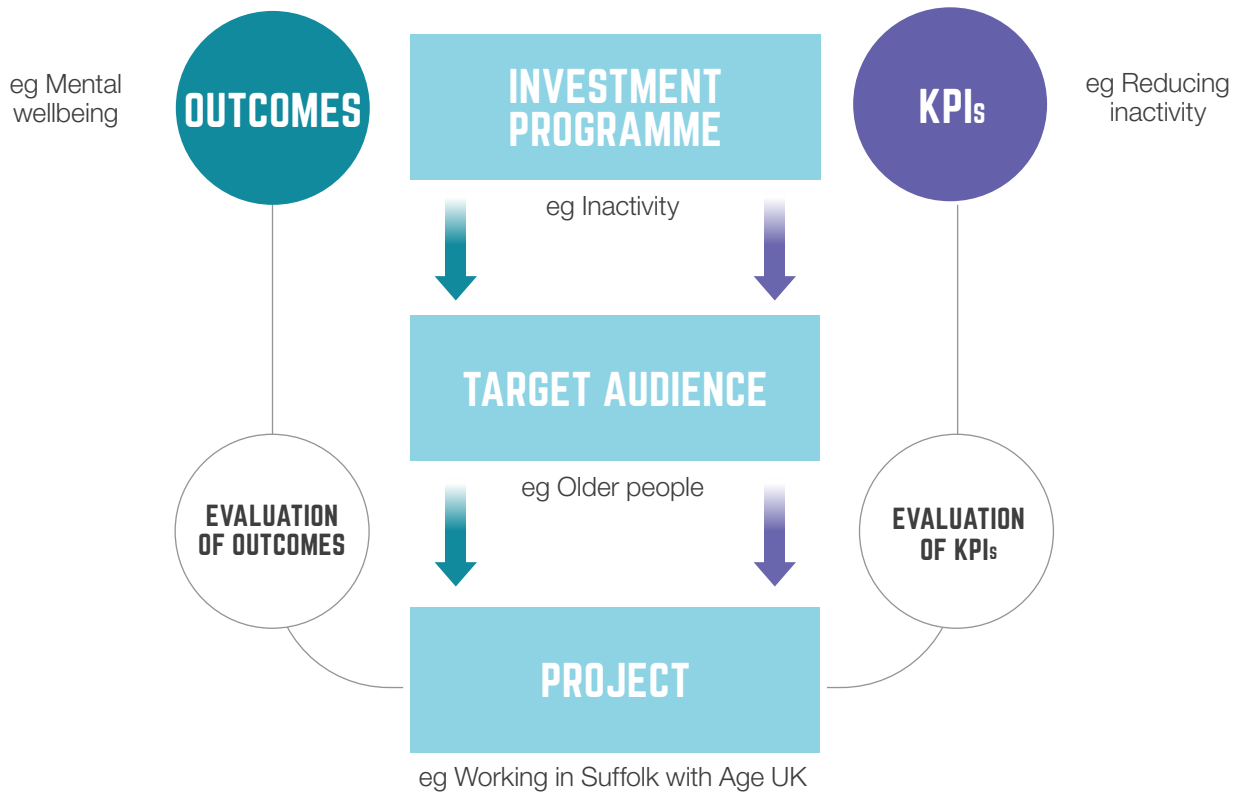 eg Mental
wellbeing
OUTCOMES
INVESTMENT
PROGRAMME
KPIs
eg Reducing
inactivity
eg Inactivity
TARGET AUDIENCE
eg Older people
EVALUATION
OF OUTCOMES
EVALUATION
OF KPIs
PROJECT
eg Working in Suffolk with Age UK